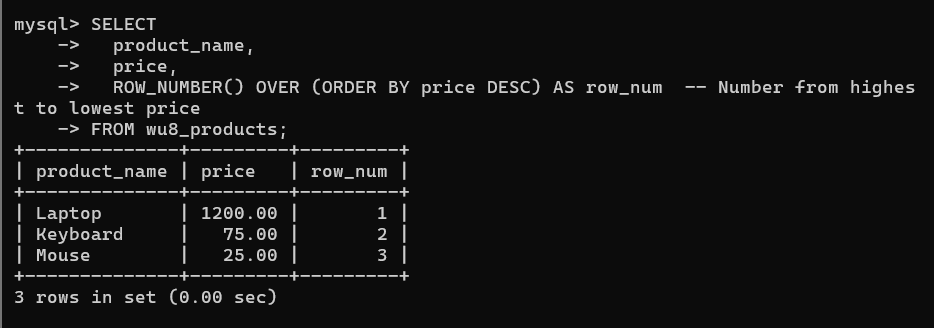 mysql> SELECT
    ->   product_name,
    ->   price,
    ->   ROW_NUMBER() OVER (ORDER BY price DESC) AS row_num  -- Number from highes
t to lowest price
    -> FROM wu8_products;
+--------------+---------+---------+
| product_name | price   | row_num |
+--------------+---------+---------+
| Laptop       | 1200.00 |       1 |
| Keyboard     |   75.00 |       2 |
| Mouse        |   25.00 |       3 |
+--------------+---------+---------+
3 rows in set (0.00 sec)